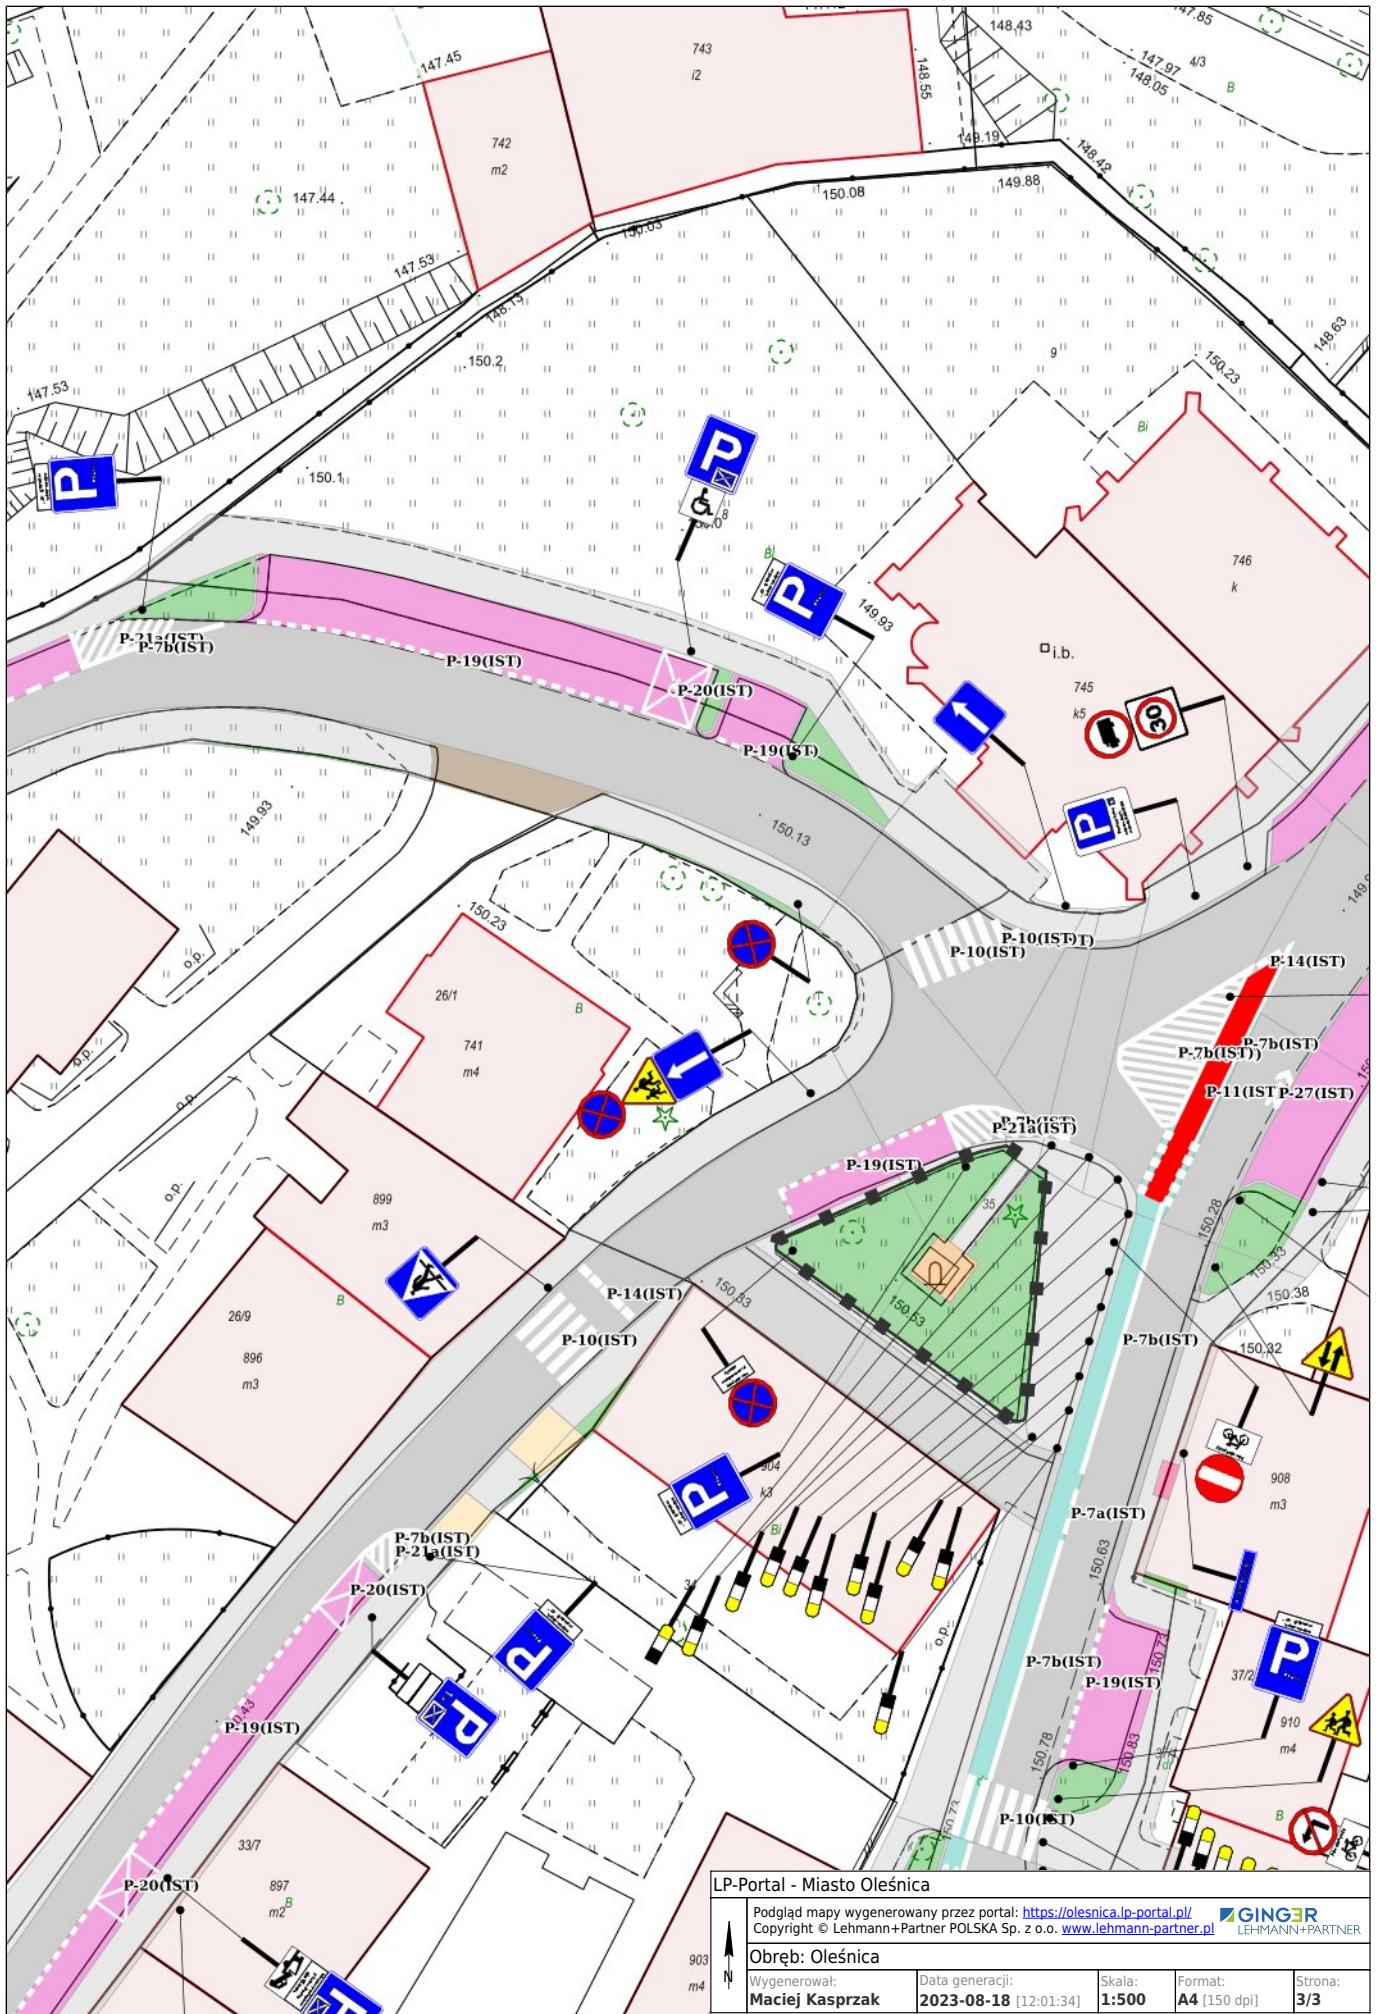 743
i2
147.45
742
m2
148.55
148.43
147.85
147.97
148.05
4/3
B
149.19
148.42
149.88
150.08
150.03
147.44
147.53
148.13
150.2
147.53
148.63
150.23
9
Bi
150.1
P
P
746
k
P
149.93
i.b.
745
k5
30
P
P-21a(IST)
P-7b(IST)
P-19(IST)
P-20(IST)
P-19(IST)
149.93
150.13
150.23
o.p.
P-10(IST)
P-10(IST)
P-14(IST)
26/1
B
741
m4
o.p.
o.p.
P-7b(IST)
P-7b(IST)
P-11(IST
P-27(IST)
P-21a(IST)
P-19(IST)
o.p.
899
m3
35
150.28
150.33
150.38
P-14(IST)
150.33
150.53
B
26/9
P-10(IST)
P-7b(IST)
150.32
896
m3
904
k3
908
m3
P
P-7a(IST)
Bi
P-7b(IST)
P-21a(IST)
P-20(IST)
150.63
o.p.
P
P
P-7b(IST)
P-19(IST)
150.73
37/2
P
910
m4
P-19(IST)
150.78
150.83
B
P-10(IST)
150.73
33/7
P-20(IST)
897
m2
B
903
m4
LP-Portal - Miasto Oleśnica
Podgląd mapy wygenerowany przez portal: https://olesnica.lp-portal.pl/
Copyright © Lehmann+Partner POLSKA Sp. z o.o. www.lehmann-partner.pl
GINGER
LEHMANN+PARTNER
N
Obręb: Oleśnica
Wygenerował: Data generacji: Skala: Format: Strona:
Maciej Kasprzak 2023-08-18 [12:01:34] 1:500 A4 [150 dpi] 3/3